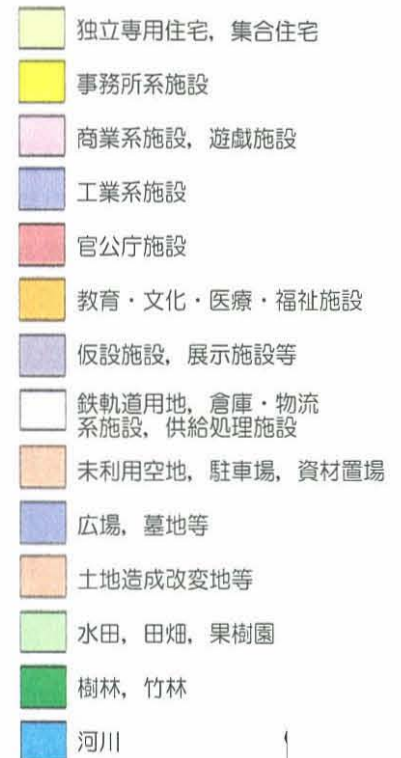 独立専用住宅，集合住宅
事務所系施設
商業系施設，遊戯施設
工業系施設
官公庁施設
教育・文化・医療・福祉施設
仮設施設，展示施設等
鉄軌道用地，倉庫・物流
系施設，供給処理施設
未利用空地，駐車場，資材置場
広場，墓地等
土地造成改変地等
水田，田畑，果樹園
樹林，竹林
河川